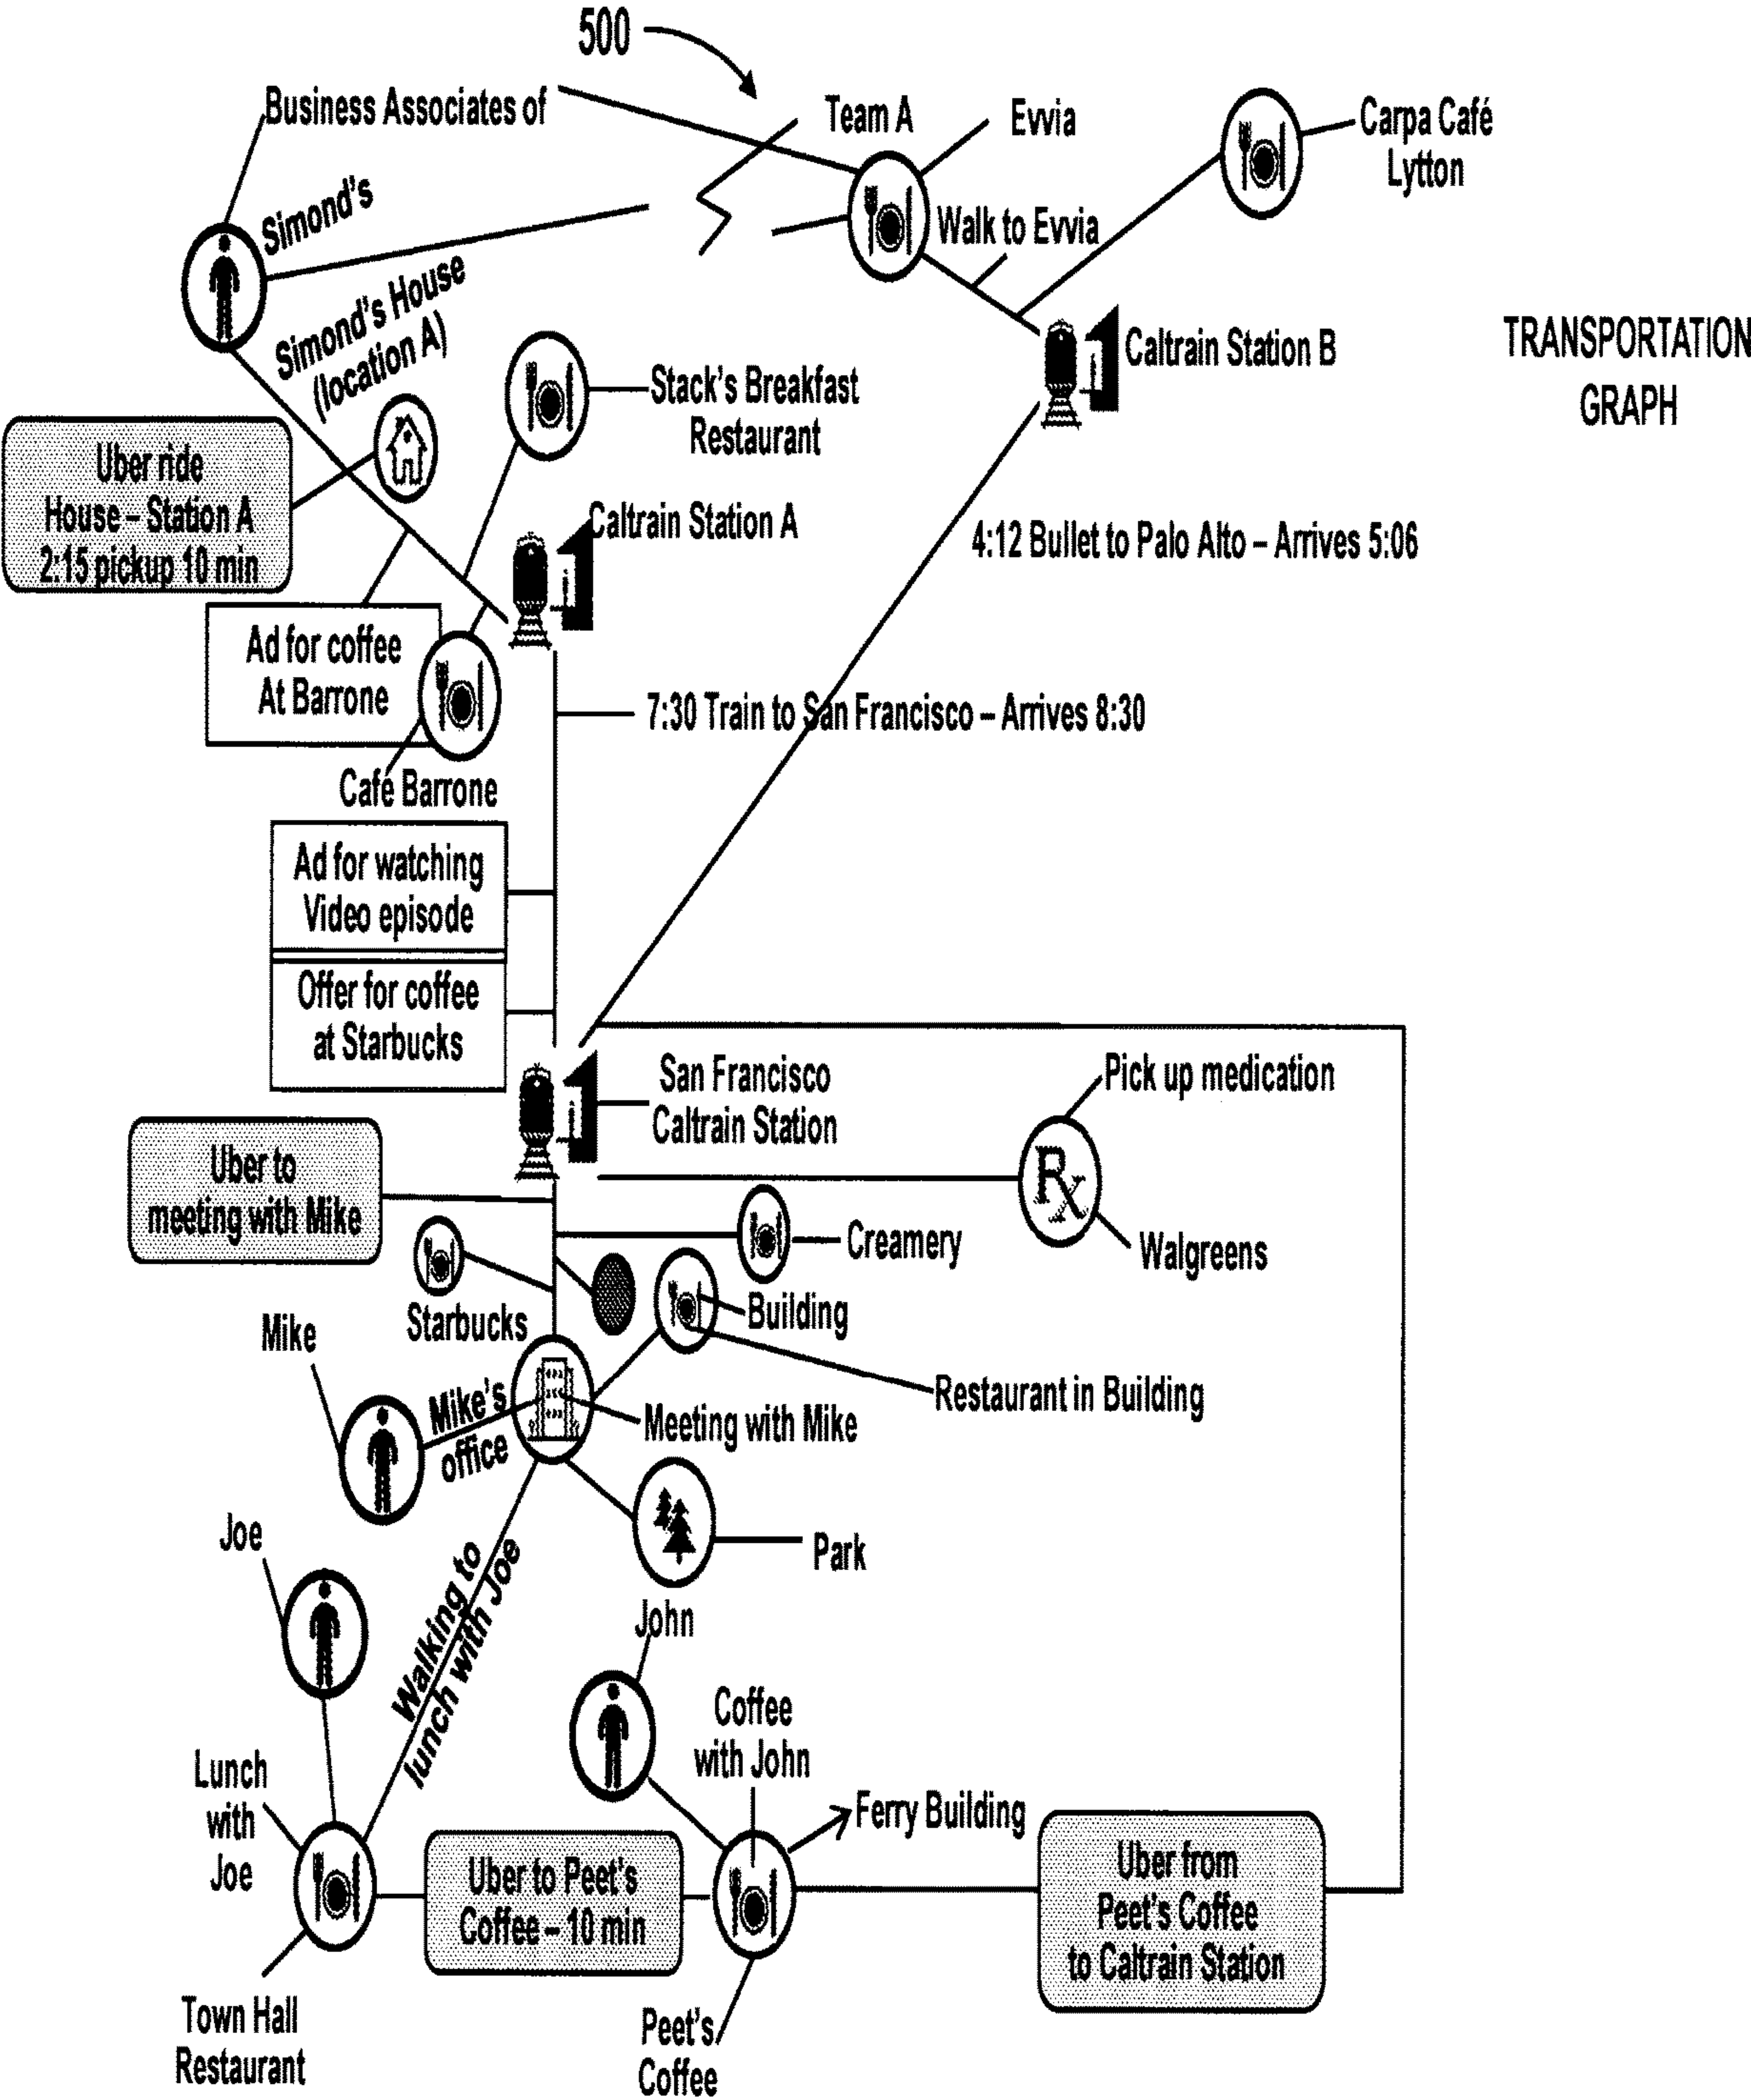 500
Business Associates of
Team A
Evvia
Carpa Café
Lytton
Simond's
Walk to Evvia
Simond's House
(location A)
Caltrain Station B
TRANSPORTATION
GRAPH
Stack's Breakfast
Restaurant
Uber ride
House – Station A
2:15 pickup 10 min
Caltrain Station A
4:12 Bullet to Palo Alto – Arrives 5:06
Ad for coffee
At Barrone
7:30 Train to San Francisco – Arrives 8:30
Café Barrone
Ad for watching
Video episode
Offer for coffee
at Starbucks
San Francisco
Caltrain Station
Pick up medication
Rx
Uber to
meeting with Mike
Creamery
Walgreens
Starbucks
Building
Mike
Restaurant in Building
Mike's
office
Meeting with Mike
Joe
Park
Walking to
lunch with Joe
John
Coffee
with John
Lunch
with
Joe
Ferry Building
Uber to Peet's
Coffee – 10 min
Uber from
Peet's Coffee
to Caltrain Station
Town Hall
Restaurant
Peet's
Coffee